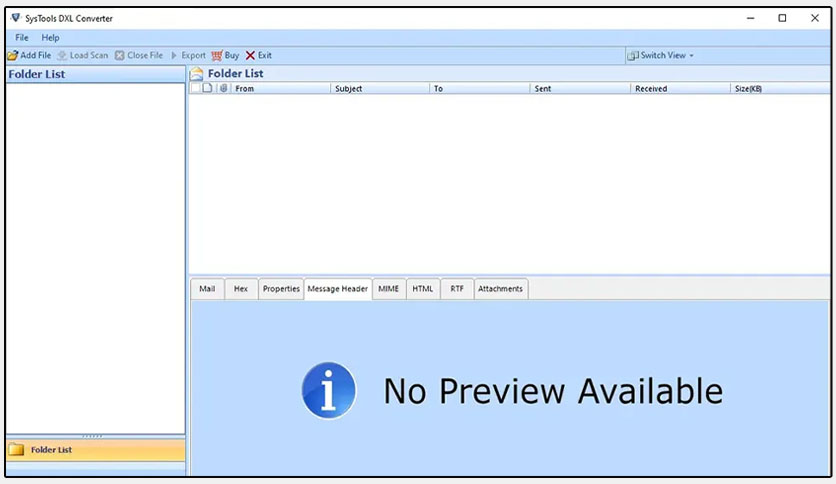 SysTools DXL Converter
File Help
Add File Load Scan Close File Export Buy Exit Switch View
Folder List
Folder List
From Subject To Sent Received Size(KB)
Mail Hex Properties Message Header MIME HTML RTF Attachments
No Preview Available
Folder List